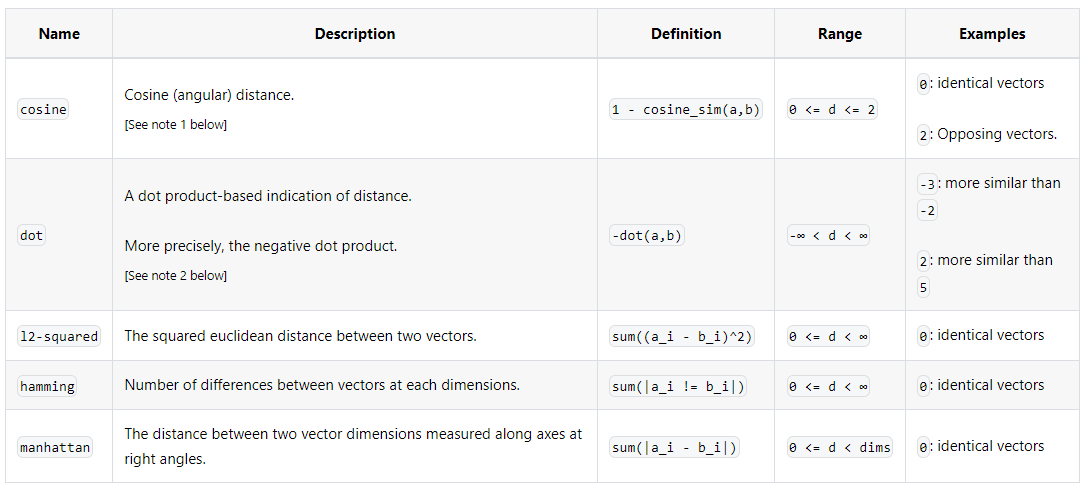 Name Description Definition Range Examples
cosine
Cosine (angular) distance.
[See note 1 below]
1 - cosine_sim(a,b)
0 <= d <= 2
0: identical vectors
2: Opposing vectors.
dot
A dot product-based indication of distance.
More precisely, the negative dot product.
[See note 2 below]
-dot(a,b)
-∞ < d < ∞
-3: more similar than
-2
2: more similar than
5
l2-squared
The squared euclidean distance between two vectors.
sum((a_i - b_i)^2)
0 <= d < ∞
0: identical vectors
hamming
Number of differences between vectors at each dimensions.
sum(|a_i != b_i|)
0 <= d < ∞
0: identical vectors
manhattan
The distance between two vector dimensions measured along axes at
right angles.
sum(|a_i - b_i|)
0 <= d < dims
0: identical vectors